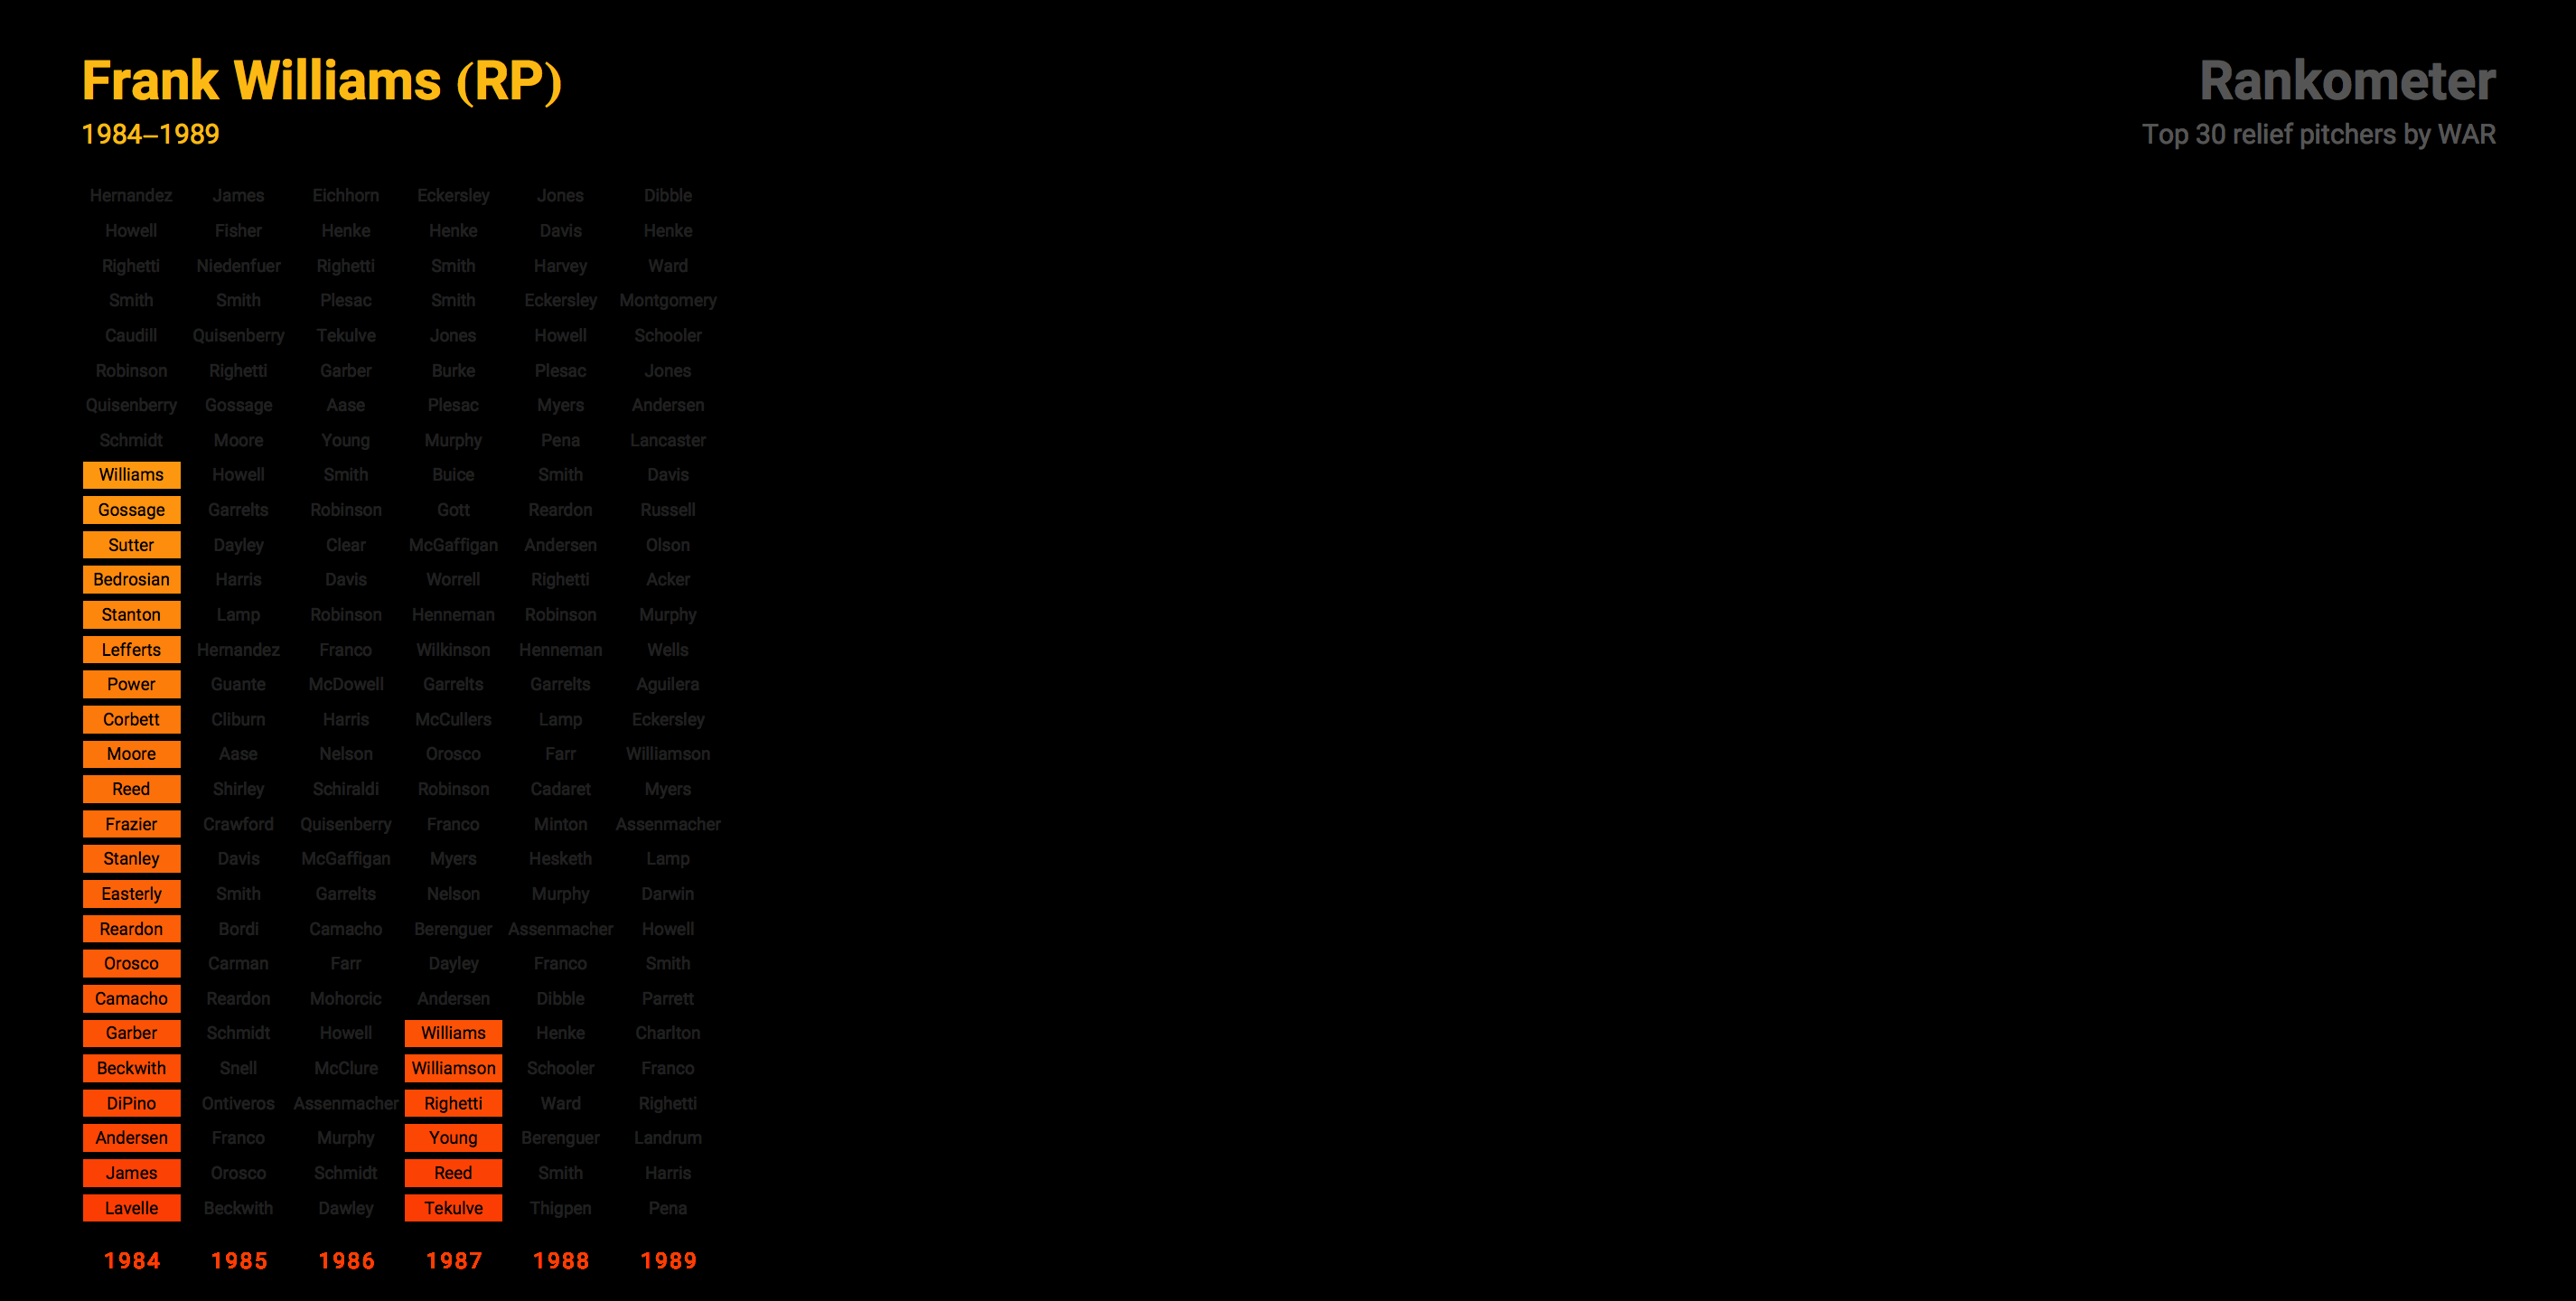 Frank Williams (RP)
1984–1989
Rankometer
Top 30 relief pitchers by WAR
Hernandez James Eichhorn Eckersley Jones Dibble
Howell Fisher Henke Henke Davis Henke
Righetti Niedenfuer Righetti Smith Harvey Ward
Smith Smith Plesac Smith Eckersley Montgomery
Caudill Quisenberry Tekulve Jones Howell Schooler
Robinson Righetti Garber Burke Plesac Jones
Quisenberry Gossage Aase Plesac Myers Andersen
Schmidt Moore Young Murphy Pena Lancaster
Williams Howell Smith Buice Smith Davis
Gossage Garrelts Robinson Gott Reardon Russell
Sutter Dayley Clear McGaffigan Andersen Olson
Bedrosian Harris Davis Worrell Righetti Acker
Stanton Lamp Robinson Henneman Robinson Murphy
Lefferts Hernandez Franco Wilkinson Henneman Wells
Power Guante McDowell Garrelts Garrelts Aguilera
Corbett Cliburn Harris McCullers Lamp Eckersley
Moore Aase Nelson Orosco Farr Williamson
Reed Shirley Schiraldi Robinson Cadaret Myers
Frazier Crawford Quisenberry Franco Minton Assenmacher
Stanley Davis McGaffigan Myers Hesketh Lamp
Easterly Smith Garrelts Nelson Murphy Darwin
Reardon Bordi Camacho Berenguer Assenmacher Howell
Orosco Carman Farr Dayley Franco Smith
Camacho Reardon Mohorcic Andersen Dibble Parrett
Garber Schmidt Howell Williams Henke Charlton
Beckwith Snell McClure Williamson Schooler Franco
DiPino Ontiveros Assenmacher Righetti Ward Righetti
Andersen Franco Murphy Young Berenguer Landrum
James Orosco Schmidt Reed Smith Harris
Lavelle Beckwith Dawley Tekulve Thigpen Pena
1984 1985 1986 1987 1988 1989